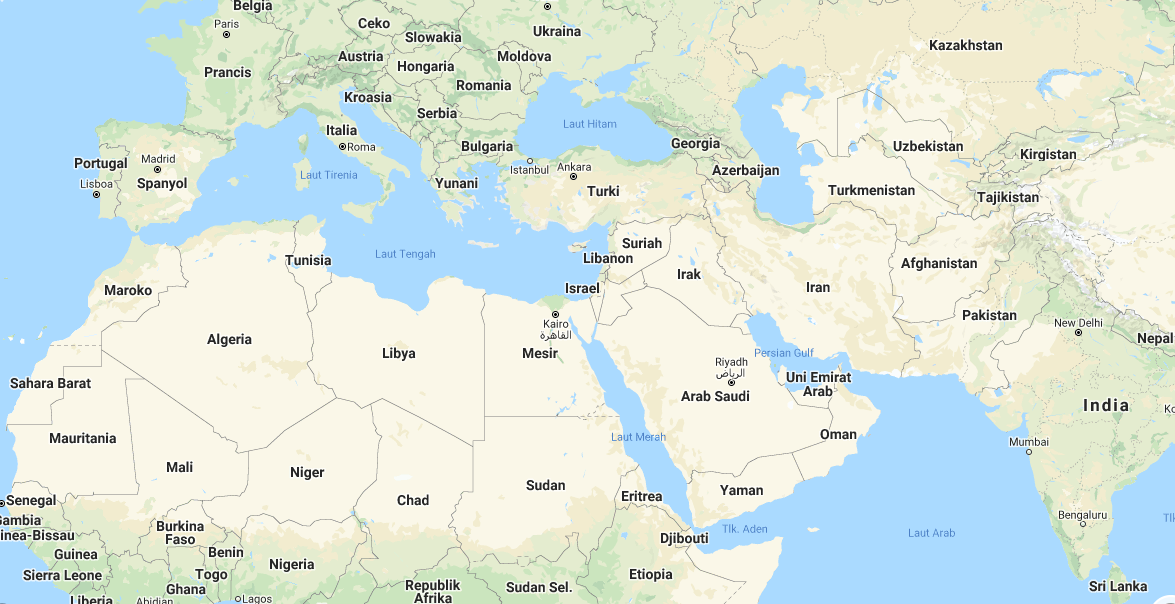 Belgia
Paris
Ceko
Slowakia
Ukraina
Kazakhstan
Austria
Moldova
Hongaria
Prancis
Romania
Kroasia
Serbia
Laut Hitam
Italia
Roma
Bulgaria
Georgia
Uzbekistan
Kirgistan
Portugal
Madrid
Istanbul
Ankara
Azerbaijan
Laut Tirenia
Lisboa
Spanyol
Yunani
Turki
Turkmenistan
Tajikistan
Suriah
Laut Tengah
Tunisia
Libanon
Afghanistan
Irak
Maroko
Israel
Iran
Pakistan
Kairo
القاهرة
New Delhi
Algeria
Nepal
Libya
Mesir
Persian Gulf
Riyadh
الرياض
Sahara Barat
Uni Emirat
Arab
Arab Saudi
India
Ko
Mauritania
Laut Merah
Oman
Mumbai
Mali
Niger
Sudan
Yaman
Senegal
Chad
Eritrea
Gambia
Burkina
Faso
Tlk. Aden
Laut Arab
Bengaluru
Tlk
inea-Bissau
Djibouti
Guinea
Benin
Nigeria
Sierra Leone
Togo
Ghana
Republik
Afrika
Sudan Sel.
Etiopia
Sri Lanka
Liberia
Abidjan
Lagos